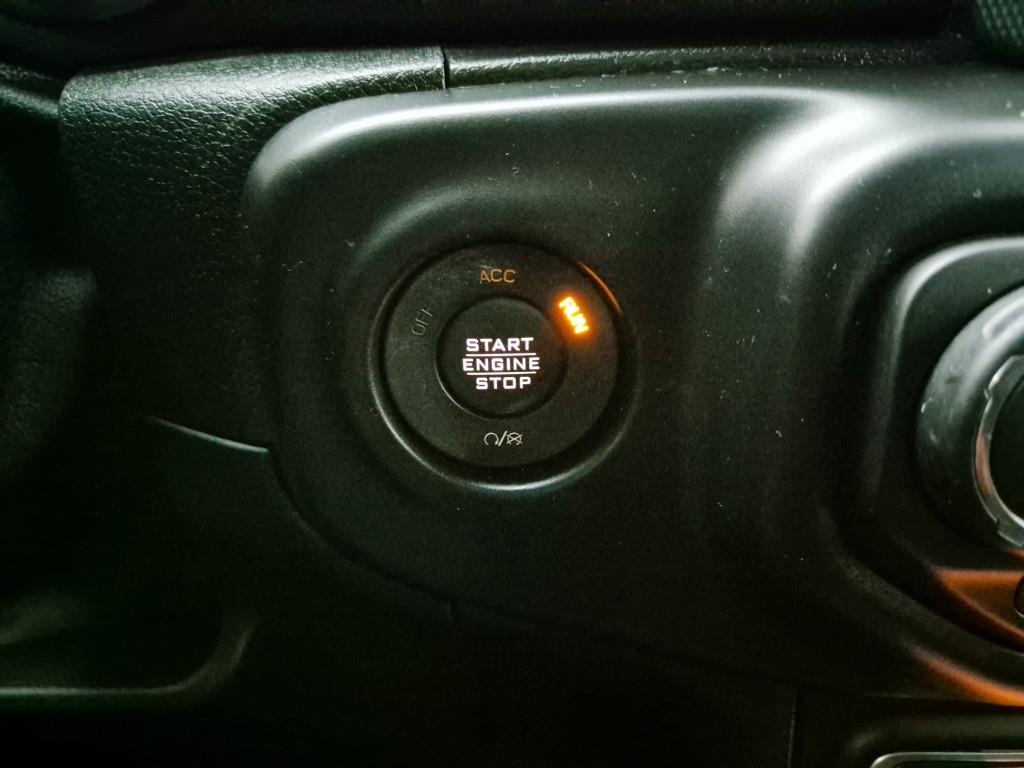 ACC
OFF
RUN
START
ENGINE
STOP